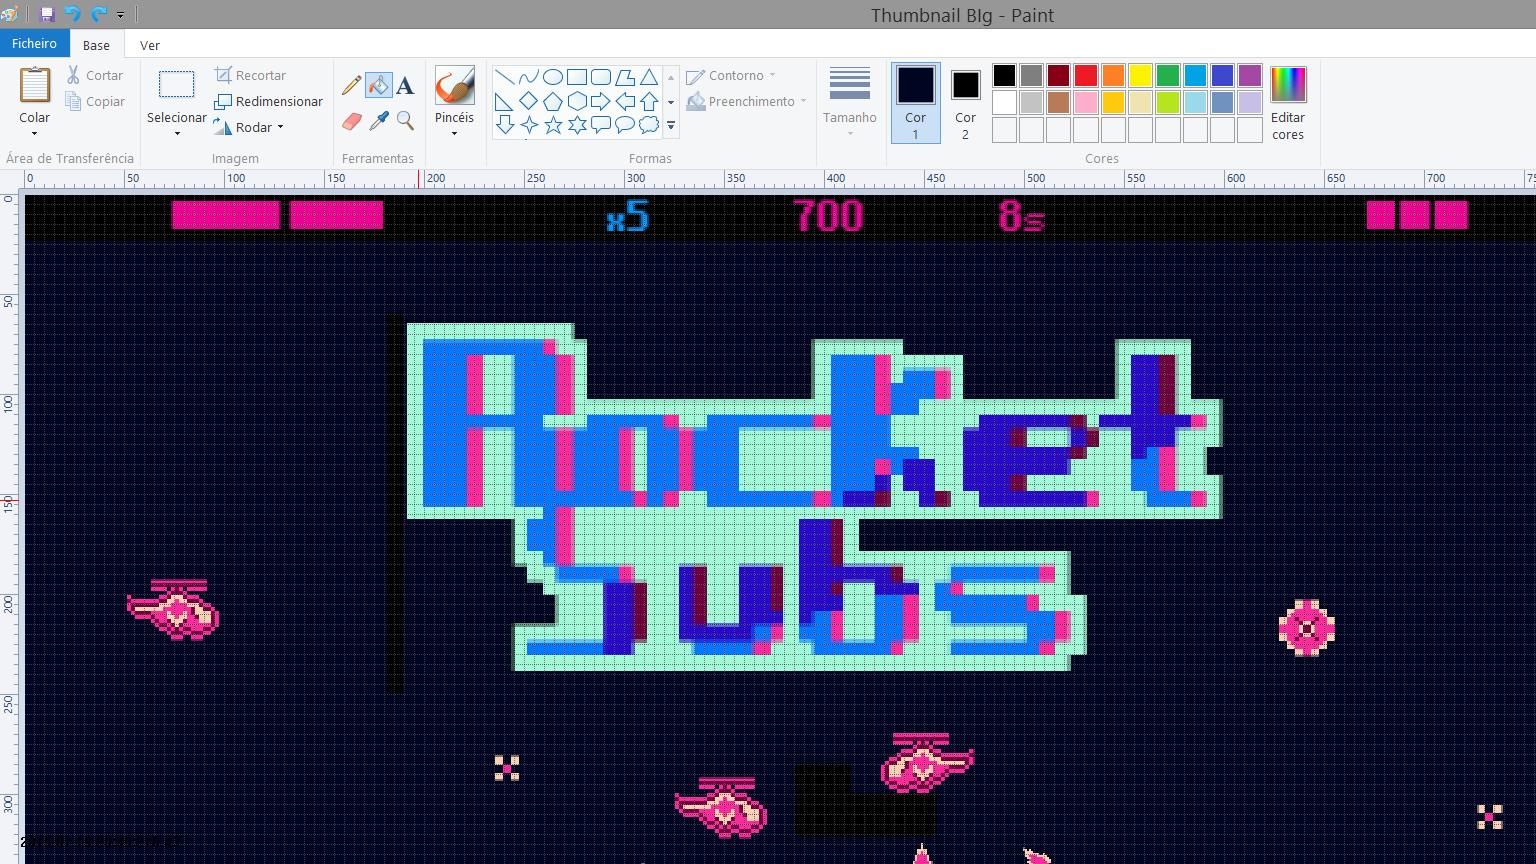 Thumbnail BIg - Paint
Ficheiro Base Ver
Colar
Cortar
Copiar
Área de Transferência
Selecionar
Recortar
Redimensionar
Rodar
Imagem
A
Ferramentas
Pincéis
Contorno
Preenchimento
Formas
Tamanho
Cor 1
Cor 2
Editar cores
Cores
0 50 100 150 200 250 300 350 400 450 500 550 600 650 700
0
50
100
150
200
250
300
x5 700 8s
Rocket
Subs